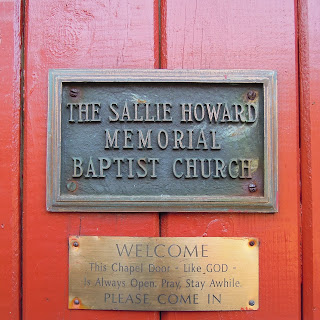 THE SALLIE HOWARD
MEMORIAL
BAPTIST CHURCH
WELCOME
This Chapel Door - Like GOD -
Is Always Open. Pray, Stay Awhile.
PLEASE COME IN